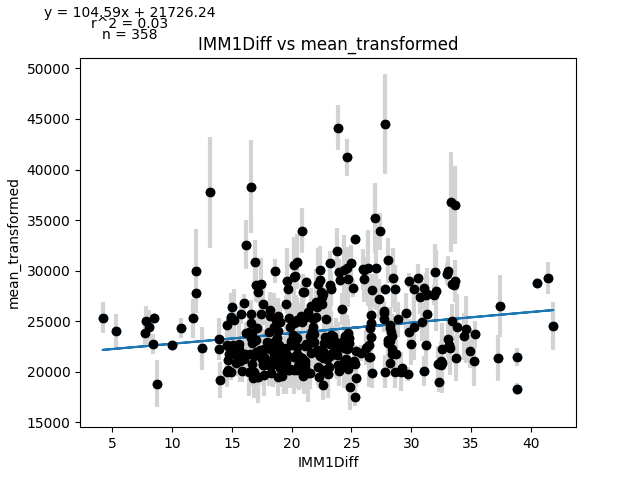 y = 104.59x + 21726.24
r^2 = 0.03
n = 358
IMM1Diff vs mean_transformed
50000
45000
40000
35000
30000
25000
20000
15000
mean_transformed
5 10 15 20 25 30 35 40
IMM1Diff